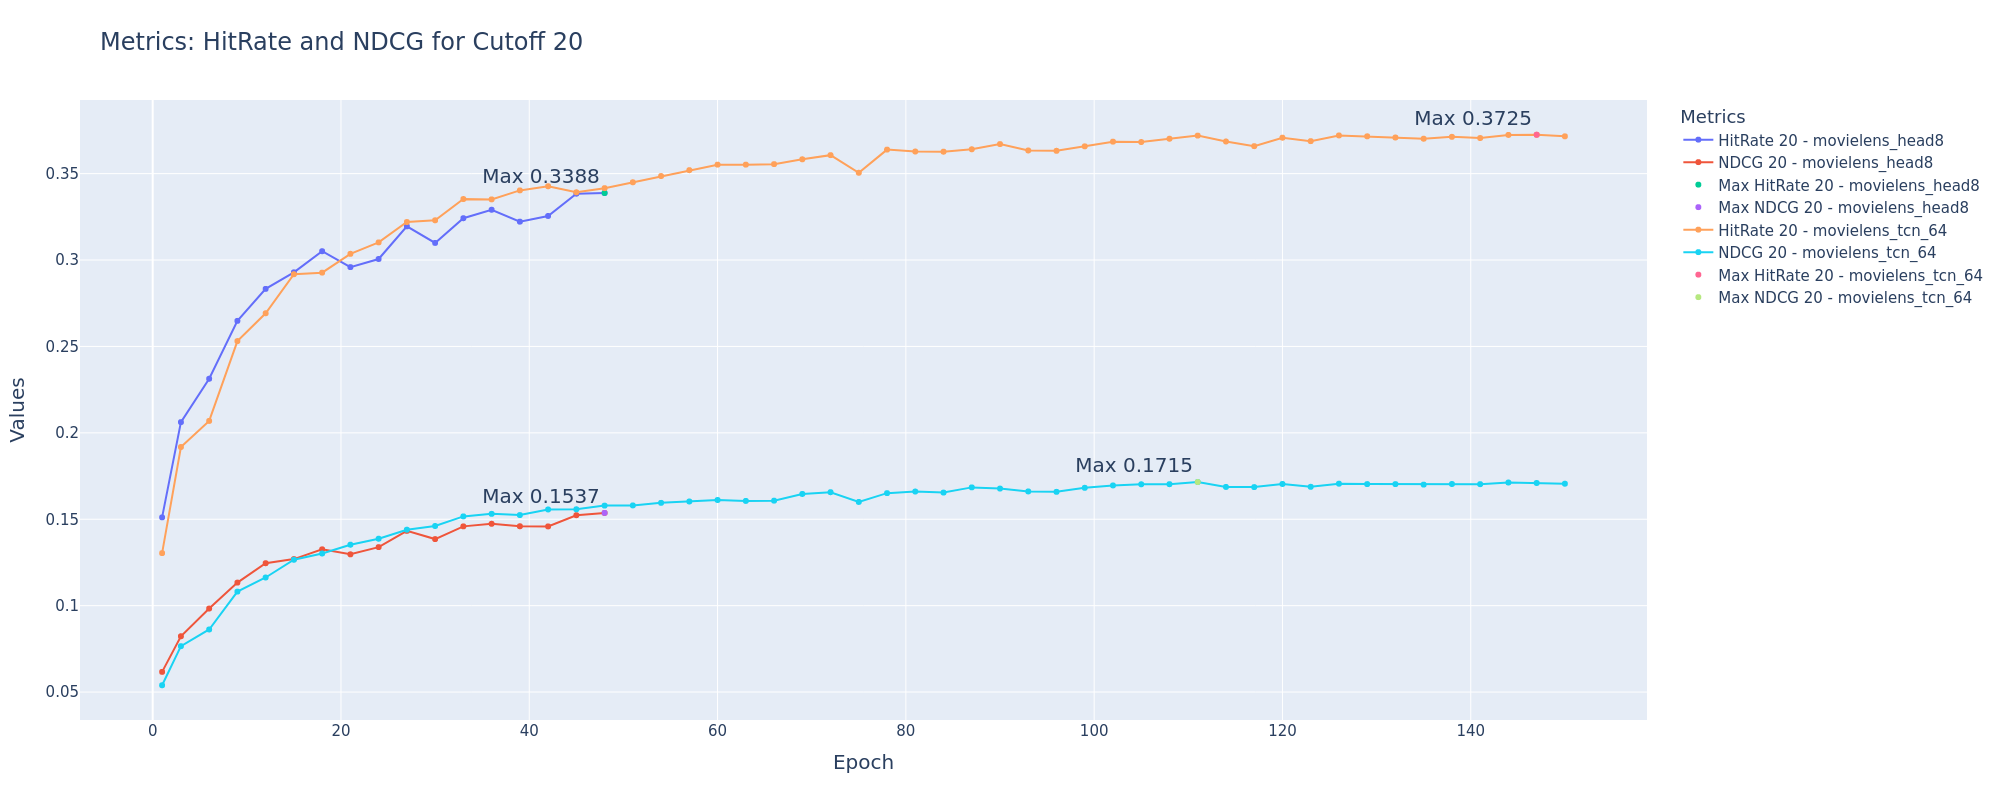 Metrics: HitRate and NDCG for Cutoff 20
Max 0.3725
Max 0.3388
Max 0.1715
Max 0.1537
Values
0.35
0.3
0.25
0.2
0.15
0.1
0.05
0
20
40
60
80
100
120
140
Epoch
Metrics
HitRate 20 - movielens_head8
NDCG 20 - movielens_head8
Max HitRate 20 - movielens_head8
Max NDCG 20 - movielens_head8
HitRate 20 - movielens_tcn_64
NDCG 20 - movielens_tcn_64
Max HitRate 20 - movielens_tcn_64
Max NDCG 20 - movielens_tcn_64